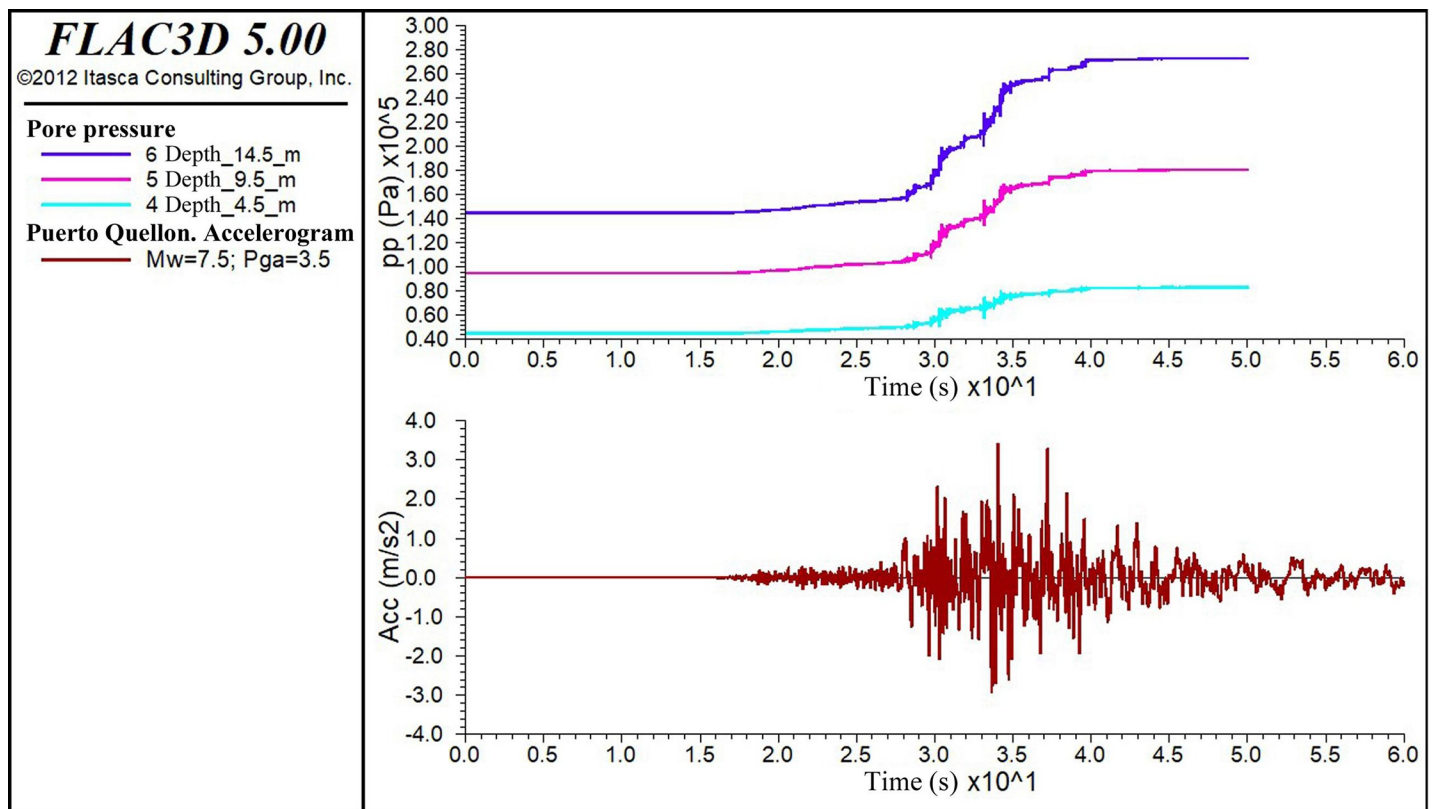 FLAC3D 5.00
©2012 Itasca Consulting Group, Inc.
Pore pressure
6 Depth_14.5_m
5 Depth_9.5_m
4 Depth_4.5_m
Puerto Quellon. Accelerogram
Mw=7.5; Pga=3.5
pp (Pa) x10^5
3.00
2.80
2.60
2.40
2.20
2.00
1.80
1.60
1.40
1.20
1.00
0.80
0.60
0.40
0.0 0.5 1.0 1.5 2.0 2.5 3.0 3.5 4.0 4.5 5.0 5.5 6.0
Time (s) x10^1
Acc (m/s2)
4.0
3.0
2.0
1.0
0.0
-1.0
-2.0
-3.0
-4.0
0.0 0.5 1.0 1.5 2.0 2.5 3.0 3.5 4.0 4.5 5.0 5.5 6.0
Time (s) x10^1